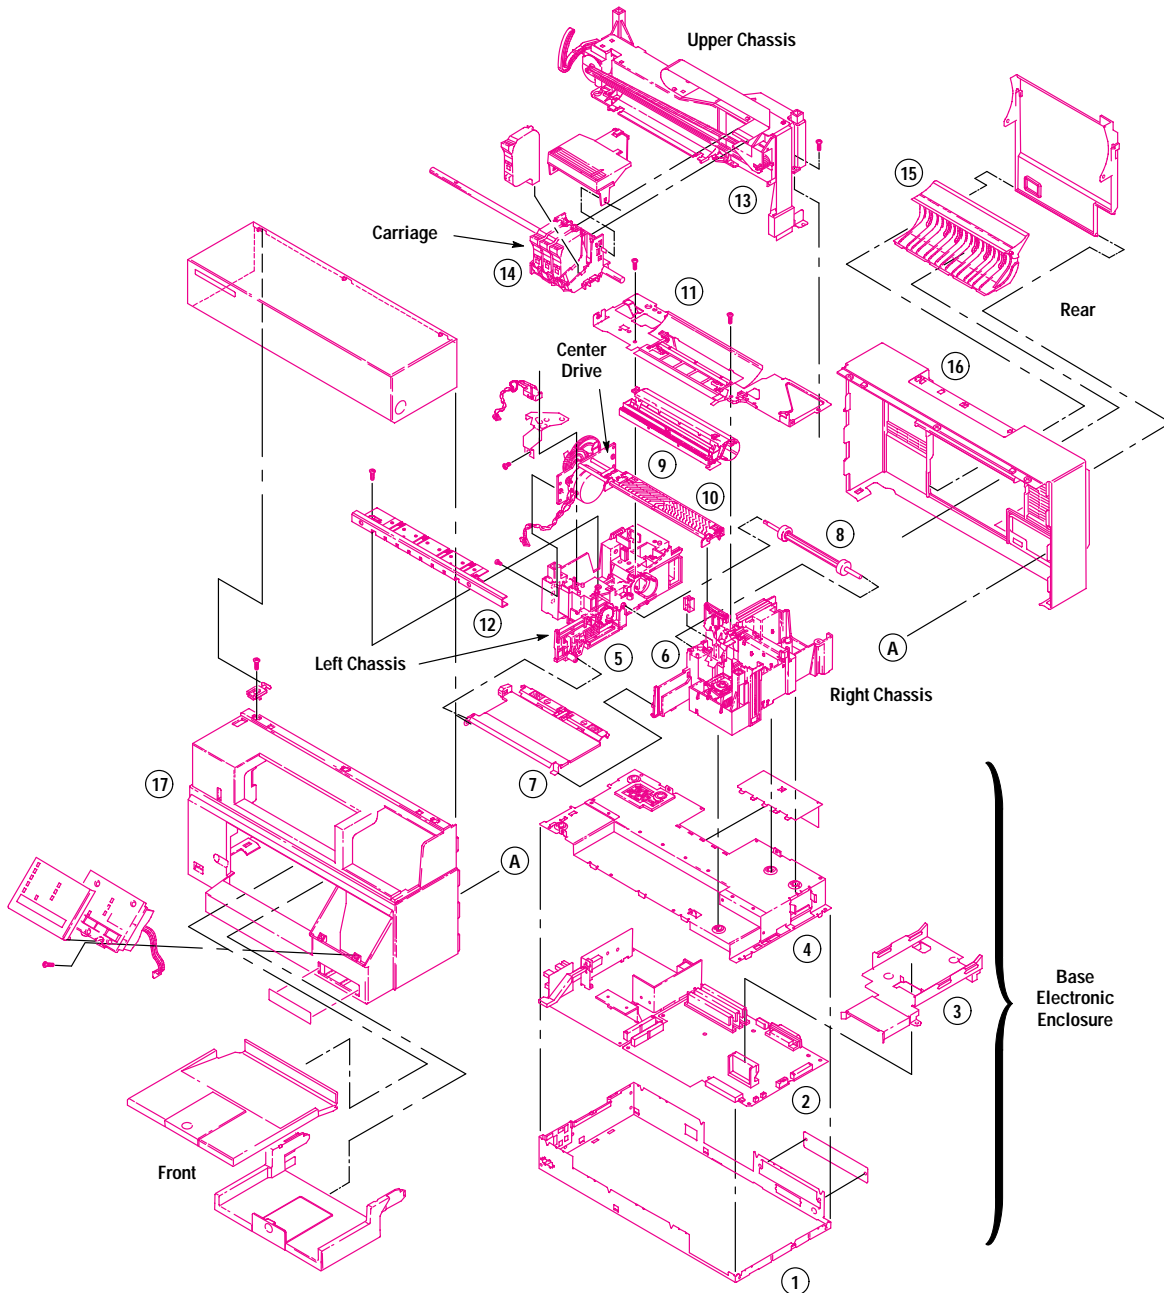 Upper Chassis
15
13
Carriage
14
11
Rear
Center
Drive
16
9
10
8
12
5
6
A
Left Chassis
Right Chassis
17
7
A
4
3
Base
Electronic
Enclosure
2
Front
1